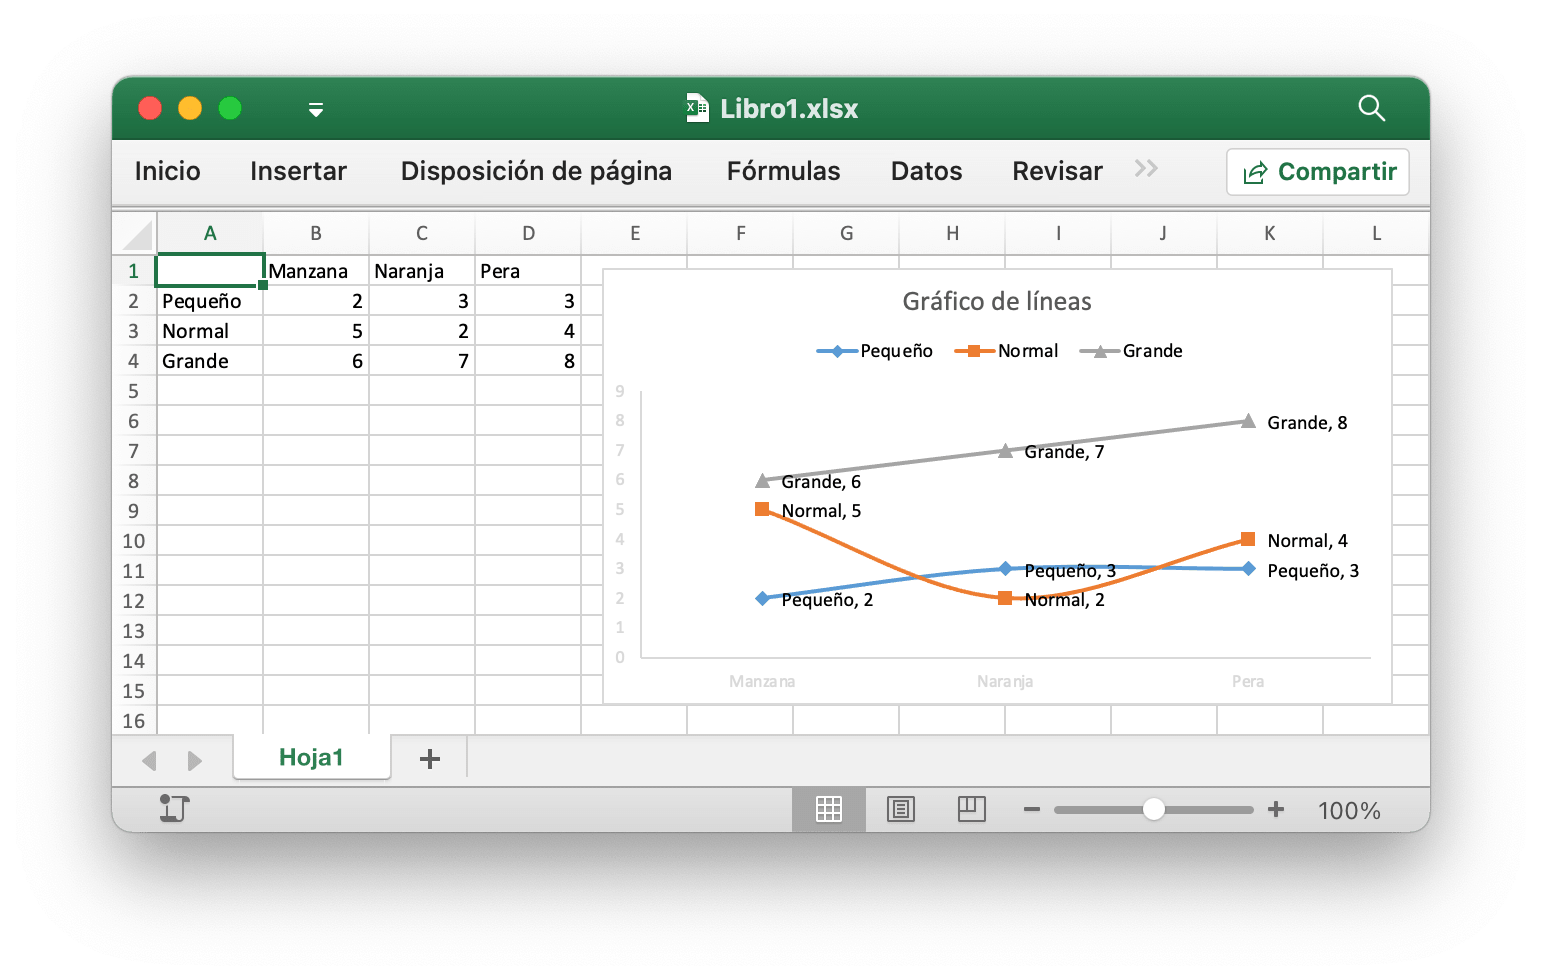 Libro1.xlsx
Inicio Insertar Disposición de página Fórmulas Datos Revisar Compartir
A B C D E F G H I J K L
1 Manzana Naranja Pera
2 Pequeño 2 3 3
3 Normal 5 2 4
4 Grande 6 7 8
5
6
7
8
9
10
11
12
13
14
15
16
Gráfico de líneas
Pequeño Normal Grande
9
8 Grande, 8
7 Grande, 7
6 Grande, 6
5 Normal, 5
4 Normal, 4
3 Pequeño, 3 Pequeño, 3
2 Pequeño, 2 Normal, 2
1
0
Manzana Naranja Pera
Hoja1 +
100%